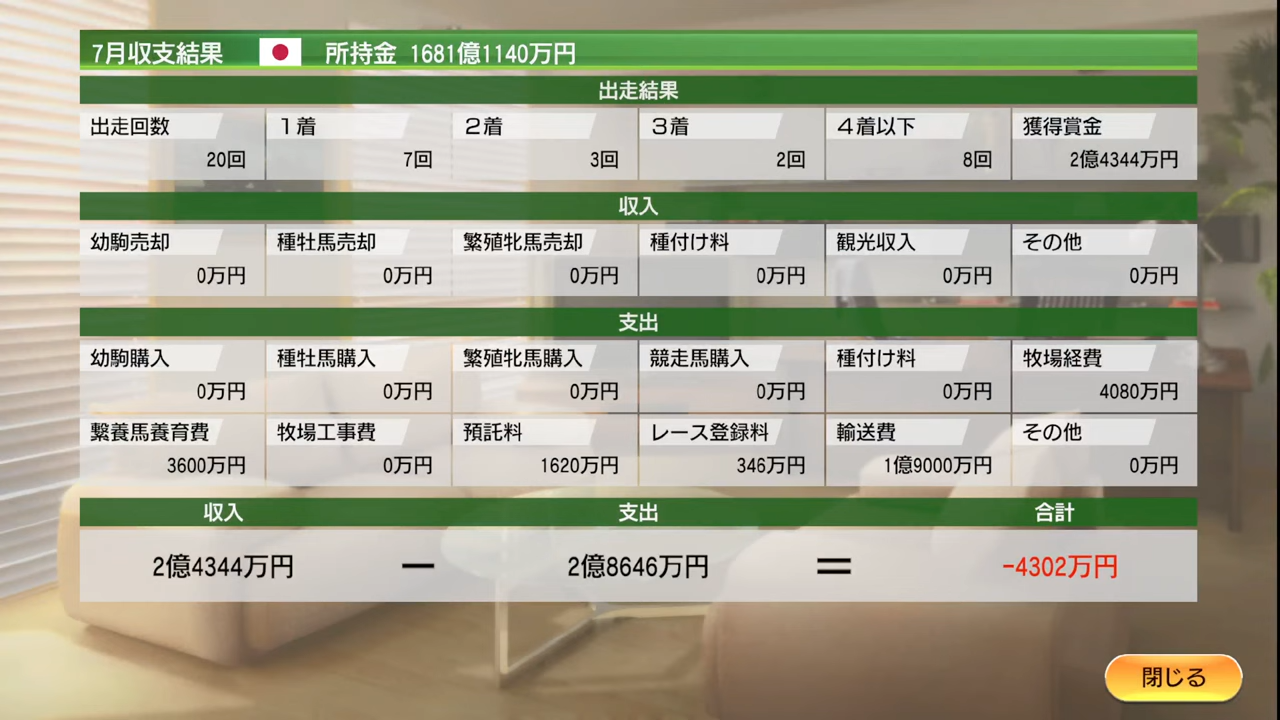 7月収支結果 所持金 1681億1140万円
出走結果
出走回数 1着 2着 3着 4着以下 獲得賞金
20回 7回 3回 2回 8回 2億4344万円
収入
幼駒売却 種牡馬売却 繁殖牝馬売却 種付け料 観光収入 その他
0万円 0万円 0万円 0万円 0万円 0万円
支出
幼駒購入 種牡馬購入 繁殖牝馬購入 競走馬購入 種付け料 牧場経費
0万円 0万円 0万円 0万円 0万円 4080万円
繋養馬養育費 牧場工事費 預託料 レース登録料 輸送費 その他
3600万円 0万円 1620万円 346万円 1億9000万円 0万円
収入 支出 合計
2億4344万円 − 2億8646万円 = -4302万円
閉じる